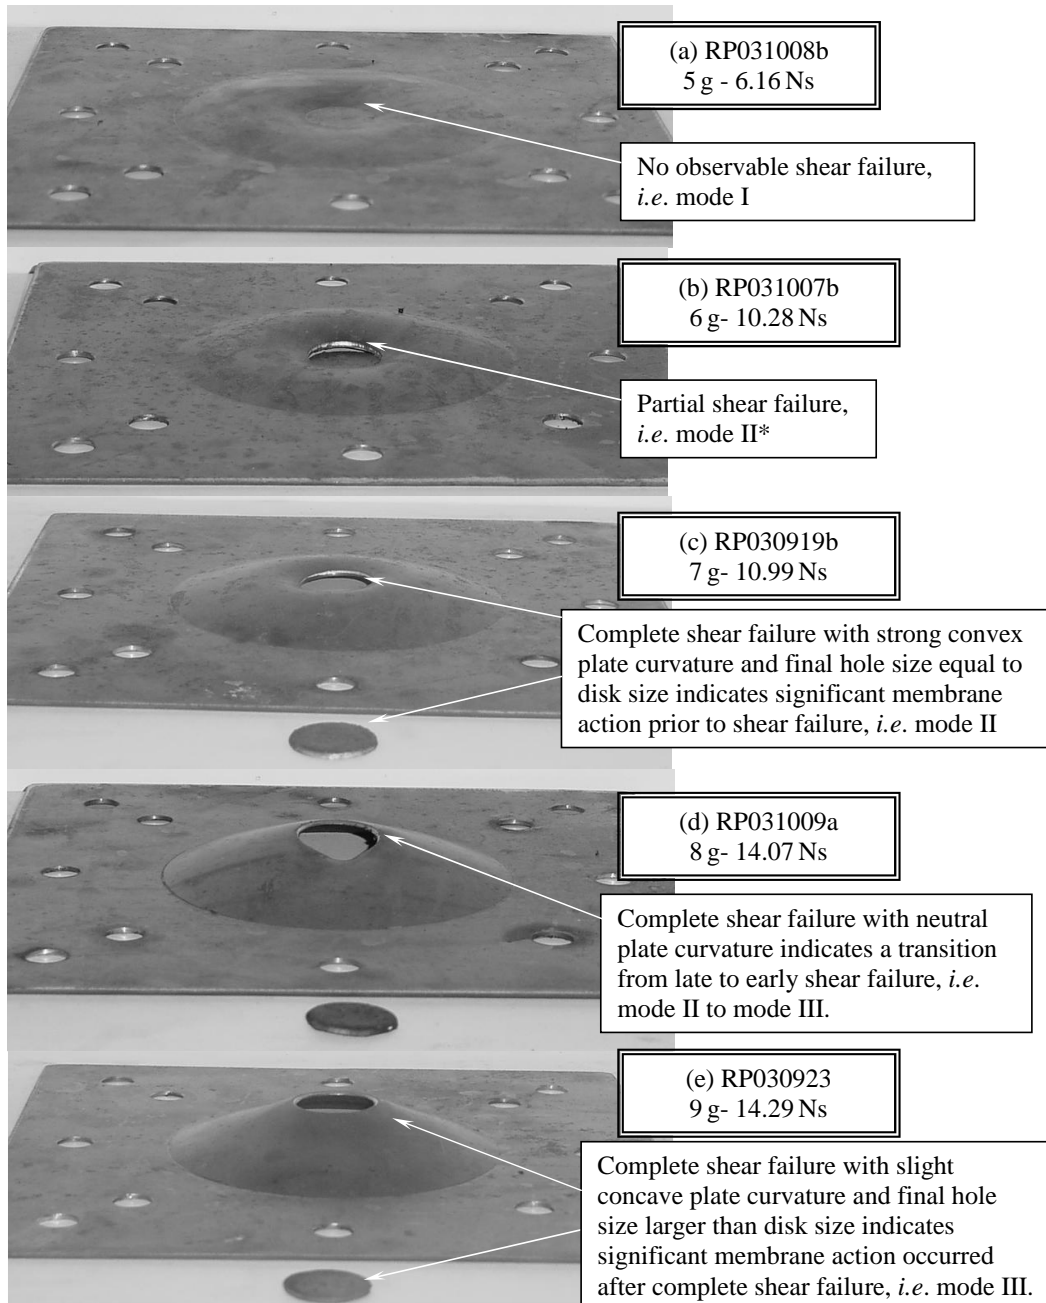 (a) RP031008b
5 g - 6.16 Ns
No observable shear failure,
i.e. mode I
(b) RP031007b
6 g- 10.28 Ns
Partial shear failure,
i.e. mode II*
(c) RP030919b
7 g- 10.99 Ns
Complete shear failure with strong convex
plate curvature and final hole size equal to
disk size indicates significant membrane
action prior to shear failure, i.e. mode II
(d) RP031009a
8 g- 14.07 Ns
Complete shear failure with neutral
plate curvature indicates a transition
from late to early shear failure, i.e.
mode II to mode III.
(e) RP030923
9 g- 14.29 Ns
Complete shear failure with slight
concave plate curvature and final hole
size larger than disk size indicates
significant membrane action occurred
after complete shear failure, i.e. mode III.